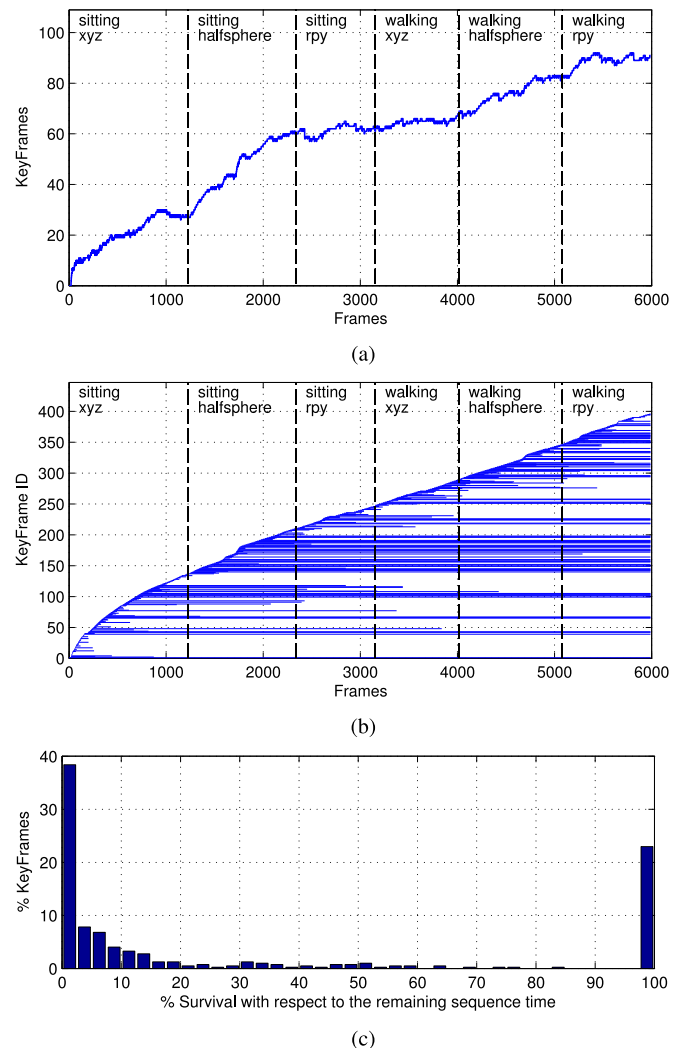 sitting sitting sitting walking walking walking
xyz halfsphere rpy xyz halfsphere rpy
100
80
60
40
20
0
KeyFrames
0 1000 2000 3000 4000 5000 6000
Frames
(a)
sitting sitting sitting walking walking walking
xyz halfsphere rpy xyz halfsphere rpy
400
350
300
250
200
150
100
50
0
KeyFrame ID
0 1000 2000 3000 4000 5000 6000
Frames
(b)
40
30
20
10
0
% KeyFrames
0 10 20 30 40 50 60 70 80 90 100
% Survival with respect to the remaining sequence time
(c)